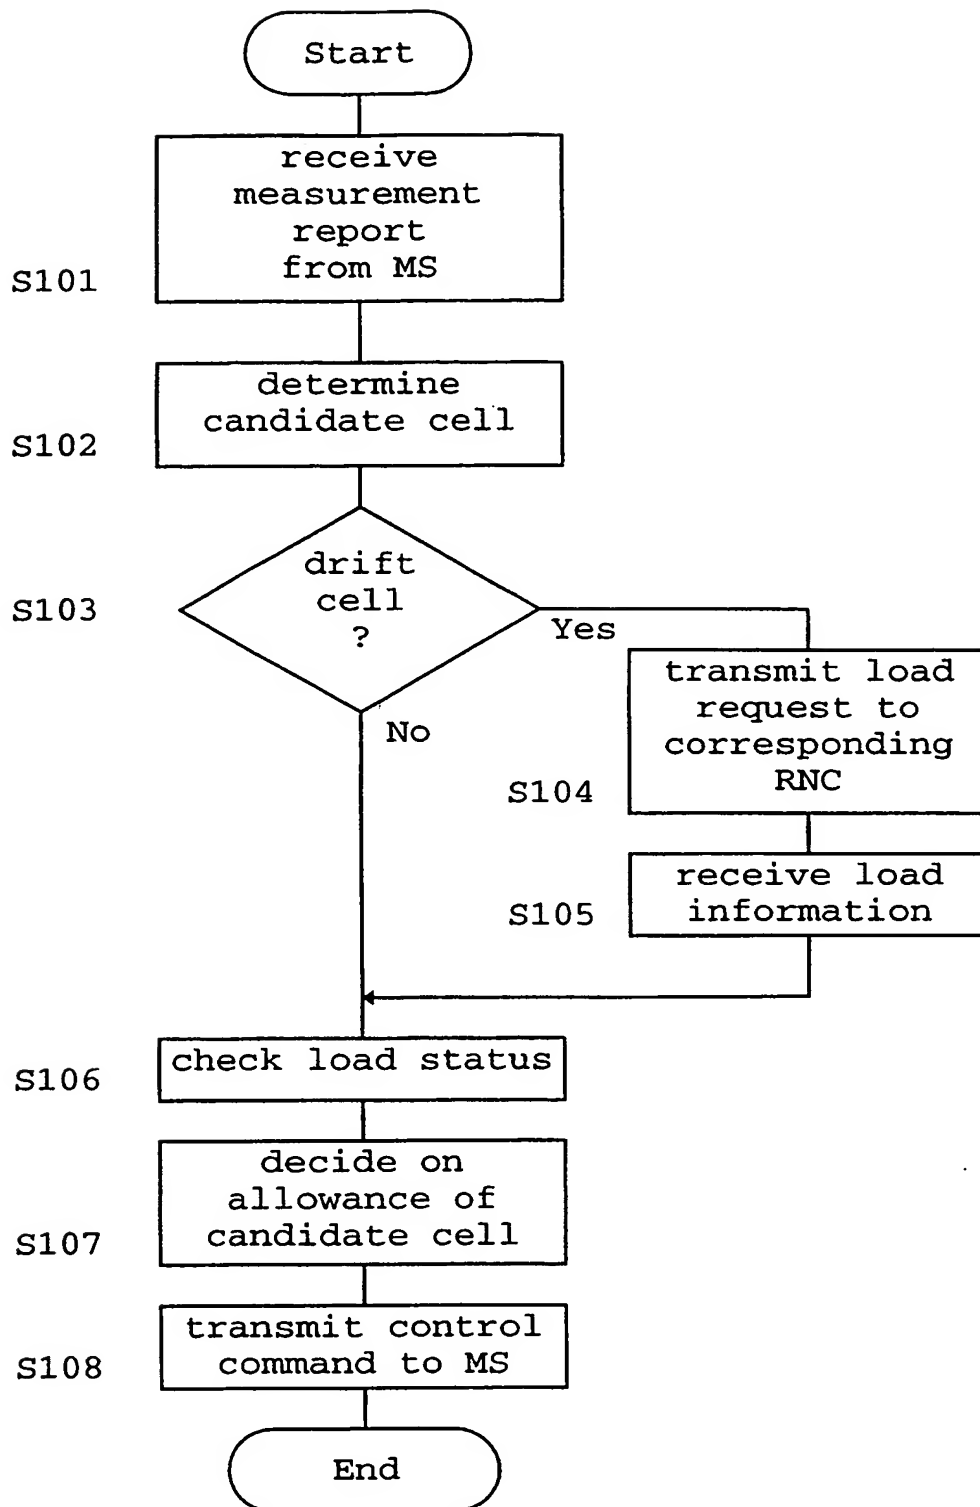 Start
receive
measurement
report
from MS
S101
determine
candidate cell
S102
drift
cell
?
S103
Yes
No
transmit load
request to
corresponding
RNC
S104
receive load
information
S105
check load status
S106
decide on
allowance of
candidate cell
S107
transmit control
command to MS
S108
End